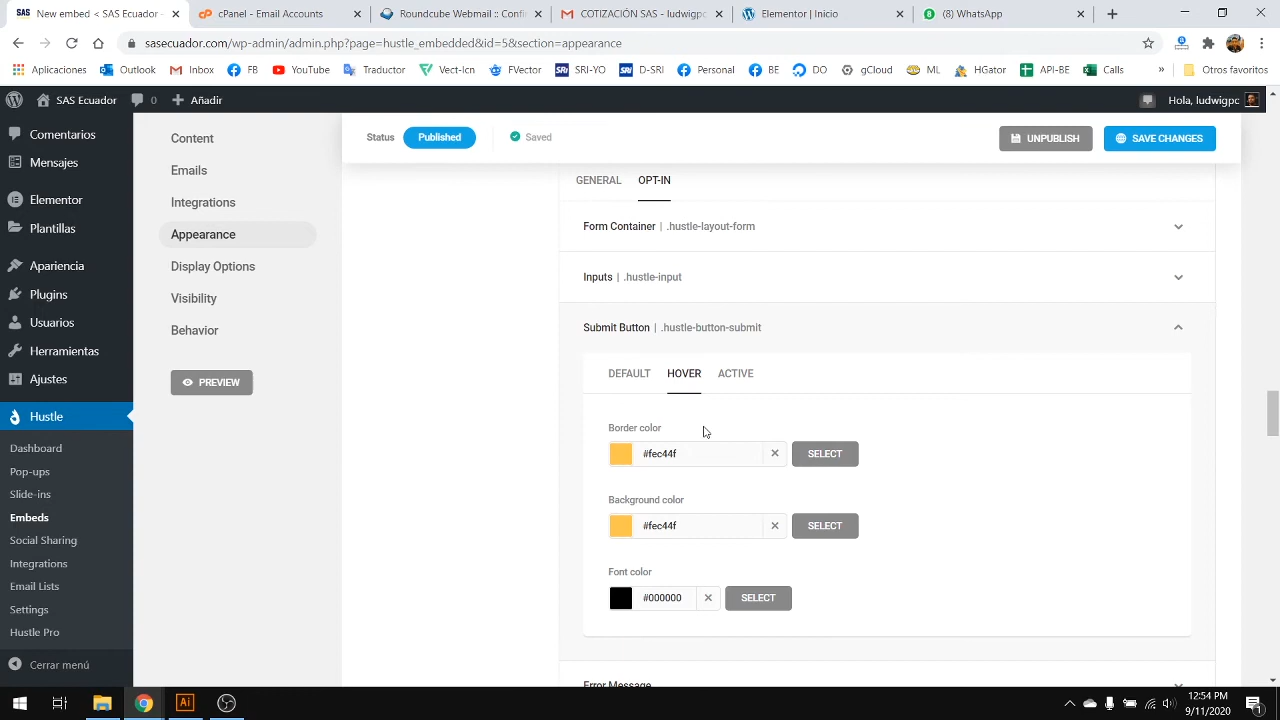 SAS SAS Ecuador - Embed Accounts
cPanel - Email Accounts
Roundcube Webmail :: Confirm
COTIZACIÓN SAS - ludwigpc
Elementor | Inicio
8 (8) WhatsApp
sasecuador.com/wp-admin/admin.php?page=hustle_embedded&id=5&section=appearance
Aplicaciones Outlook Inbox FB YouTube Traductor Vect-Icn FVector SRi SRI-YO SRi D-SRI Personal BE DO gCloud ML HGator API-BE Calls » Otros favoritos
SAS Ecuador 0 Añadir Hola, ludwigpc
Comentarios
Mensajes
Elementor
Plantillas
Apariencia
Plugins
Usuarios
Herramientas
Ajustes
Hustle
Dashboard
Pop-ups
Slide-ins
Embeds
Social Sharing
Integrations
Email Lists
Settings
Hustle Pro
Cerrar menú
Content
Emails
Integrations
Appearance
Display Options
Visibility
Behavior
PREVIEW
Status Published Saved UNPUBLISH SAVE CHANGES
GENERAL OPT-IN
Form Container | .hustle-layout-form
Inputs | .hustle-input
Submit Button | .hustle-button-submit
DEFAULT HOVER ACTIVE
Border color
#fec44f × SELECT
Background color
#fec44f × SELECT
Font color
#000000 × SELECT
Error Message
Ai
12:54 PM
9/11/2020